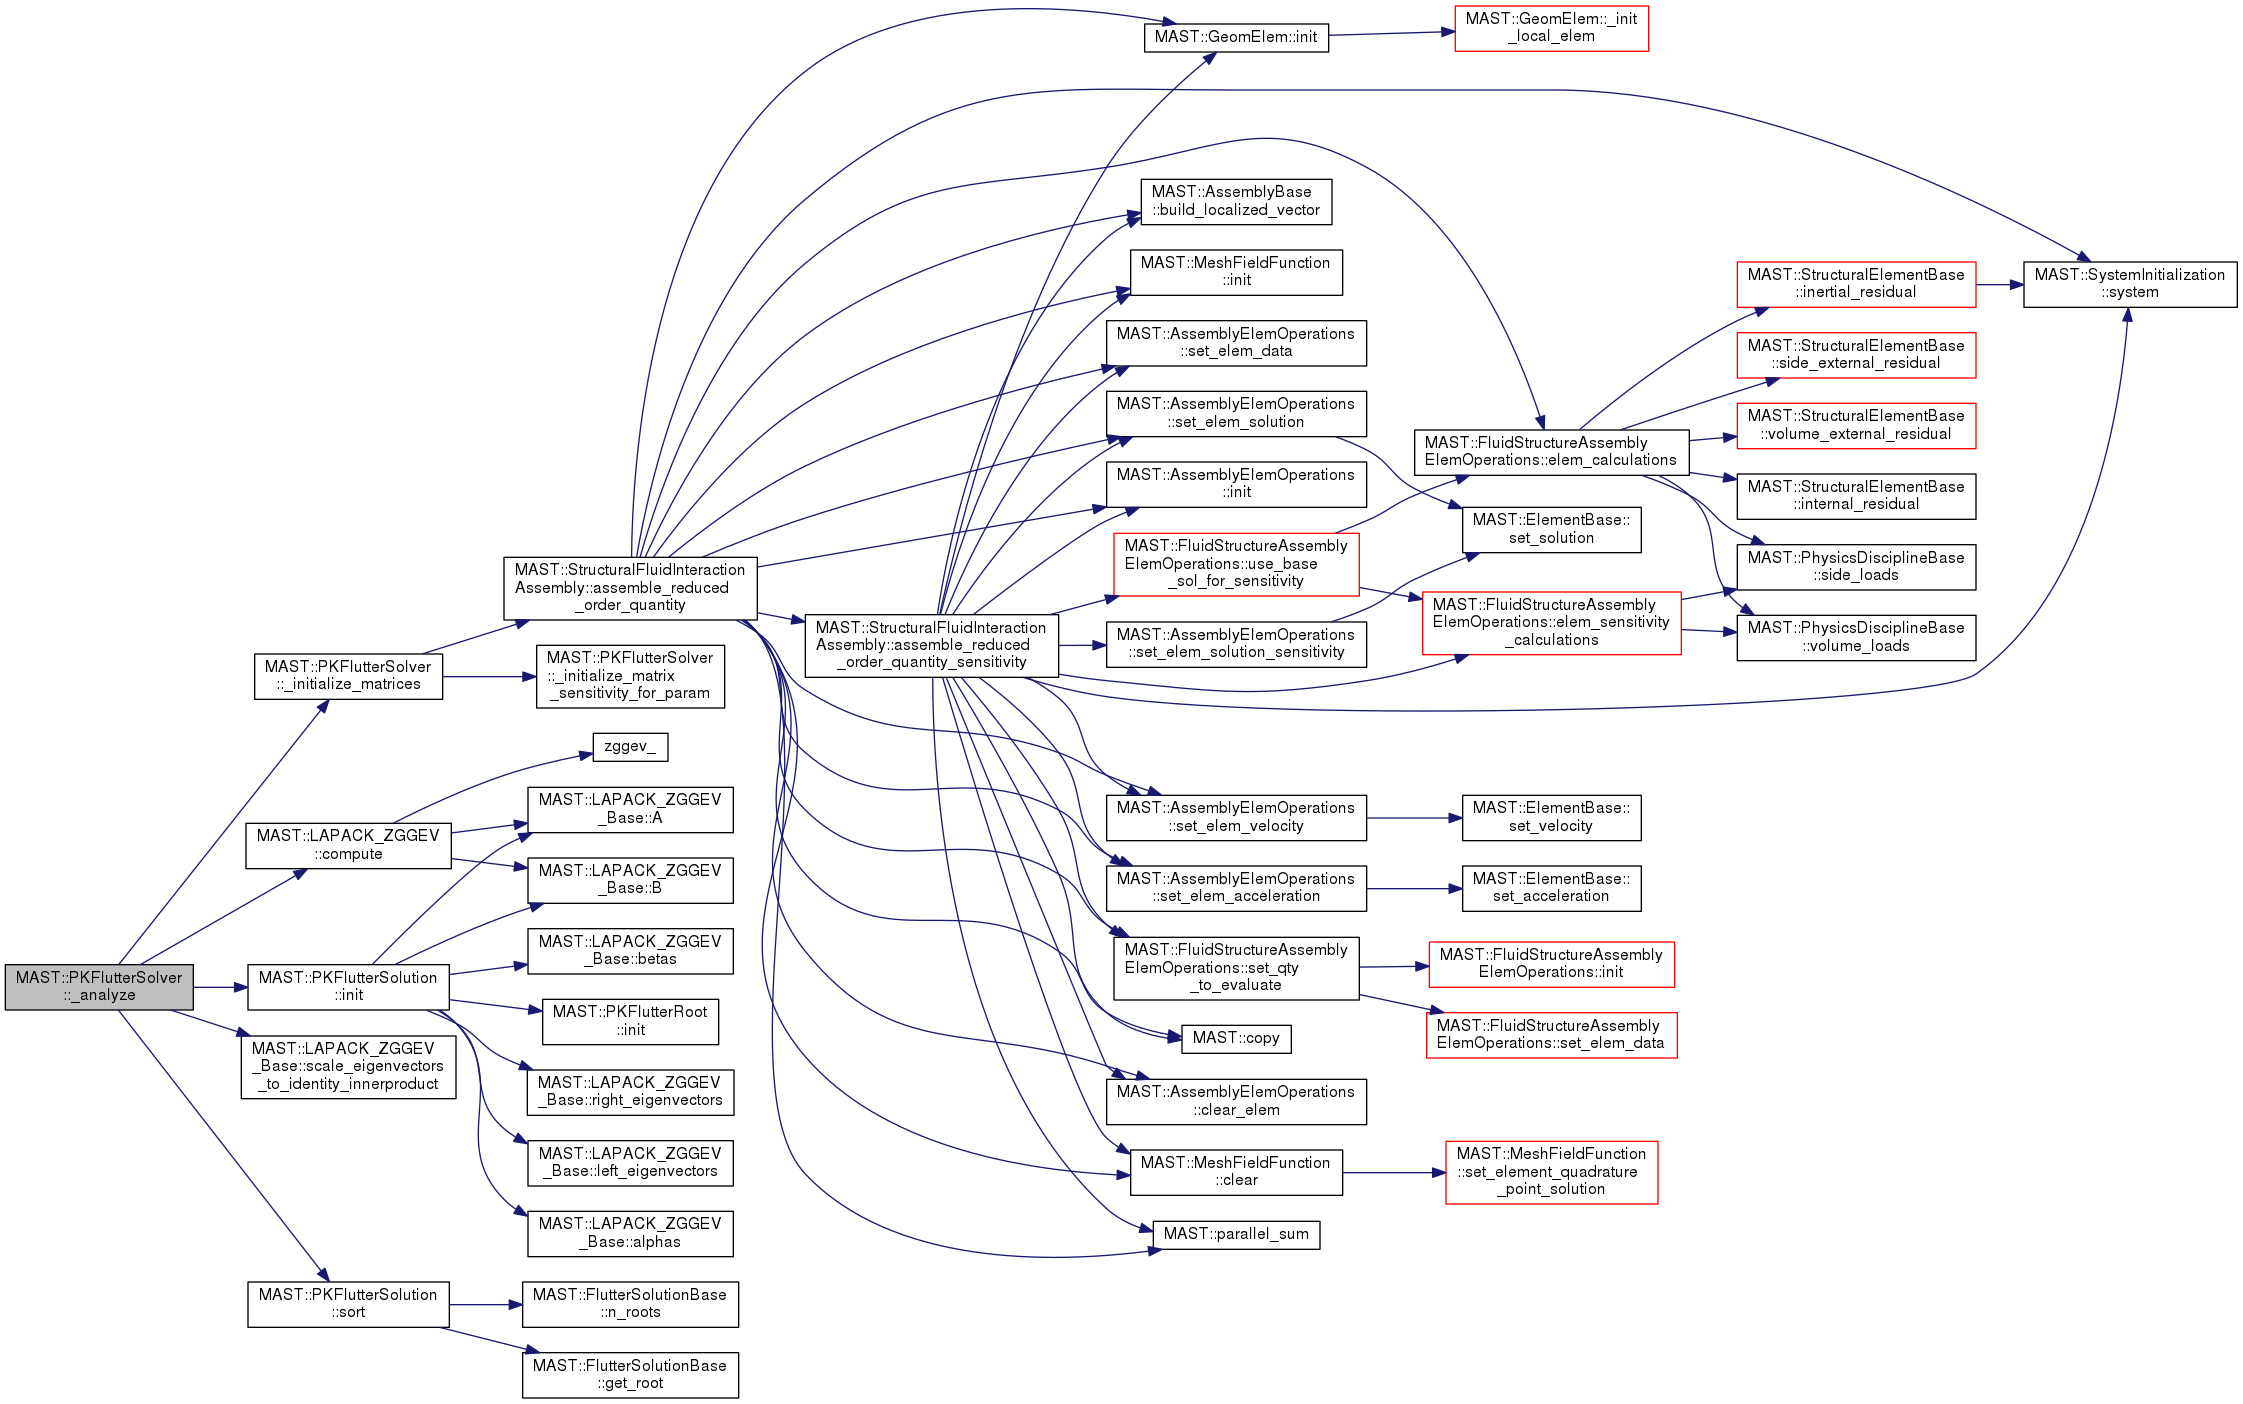 MAST::PKFlutterSolver
::_analyze
MAST::PKFlutterSolver
::_initialize_matrices
MAST::LAPACK_ZGGEV
::compute
MAST::PKFlutterSolution
::init
MAST::LAPACK_ZGGEV
_Base::scale_eigenvectors
_to_identity_innerproduct
MAST::PKFlutterSolution
::sort
MAST::StructuralFluidInteraction
Assembly::assemble_reduced
_order_quantity
MAST::PKFlutterSolver
::_initialize_matrix
_sensitivity_for_param
zggev_
MAST::LAPACK_ZGGEV
_Base::A
MAST::LAPACK_ZGGEV
_Base::B
MAST::LAPACK_ZGGEV
_Base::betas
MAST::PKFlutterRoot
::init
MAST::LAPACK_ZGGEV
_Base::right_eigenvectors
MAST::LAPACK_ZGGEV
_Base::left_eigenvectors
MAST::LAPACK_ZGGEV
_Base::alphas
MAST::FlutterSolutionBase
::n_roots
MAST::FlutterSolutionBase
::get_root
MAST::StructuralFluidInteraction
Assembly::assemble_reduced
_order_quantity_sensitivity
MAST::GeomElem::init
MAST::AssemblyBase
::build_localized_vector
MAST::MeshFieldFunction
::init
MAST::AssemblyElemOperations
::set_elem_data
MAST::AssemblyElemOperations
::set_elem_solution
MAST::AssemblyElemOperations
::init
MAST::FluidStructureAssembly
ElemOperations::use_base
_sol_for_sensitivity
MAST::AssemblyElemOperations
::set_elem_solution_sensitivity
MAST::AssemblyElemOperations
::set_elem_velocity
MAST::AssemblyElemOperations
::set_elem_acceleration
MAST::FluidStructureAssembly
ElemOperations::set_qty
_to_evaluate
MAST::copy
MAST::AssemblyElemOperations
::clear_elem
MAST::MeshFieldFunction
::clear
MAST::parallel_sum
MAST::GeomElem::_init
_local_elem
MAST::FluidStructureAssembly
ElemOperations::elem_calculations
MAST::ElementBase::
set_solution
MAST::FluidStructureAssembly
ElemOperations::elem_sensitivity
_calculations
MAST::ElementBase::
set_velocity
MAST::ElementBase::
set_acceleration
MAST::FluidStructureAssembly
ElemOperations::init
MAST::FluidStructureAssembly
ElemOperations::set_elem_data
MAST::MeshFieldFunction
::set_element_quadrature
_point_solution
MAST::StructuralElementBase
::inertial_residual
MAST::StructuralElementBase
::side_external_residual
MAST::StructuralElementBase
::volume_external_residual
MAST::StructuralElementBase
::internal_residual
MAST::PhysicsDisciplineBase
::side_loads
MAST::PhysicsDisciplineBase
::volume_loads
MAST::SystemInitialization
::system